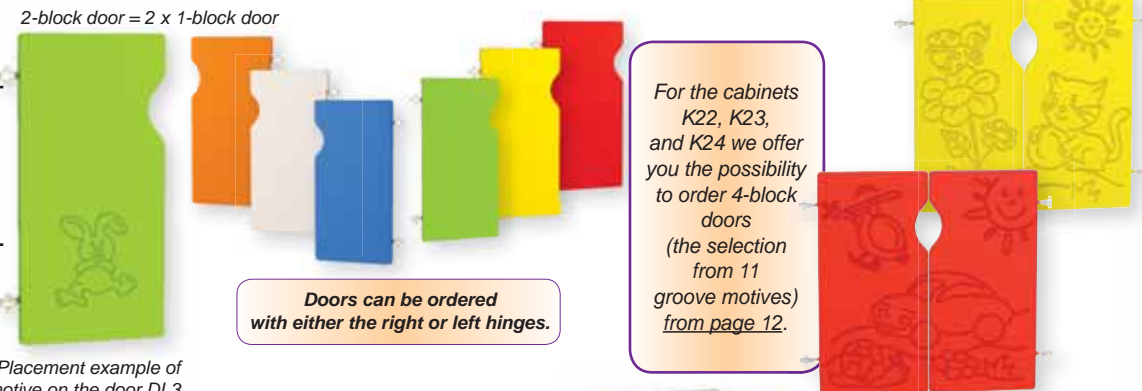 2-block door = 2 x 1-block door
For the cabinets
K22, K23,
and K24 we offer
you the possibility
to order 4-block
doors
(the selection
from 11
groove motives)
from page 12.
Doors can be ordered
with either the right or left hinges.
Placement example of
motive on the door DL3